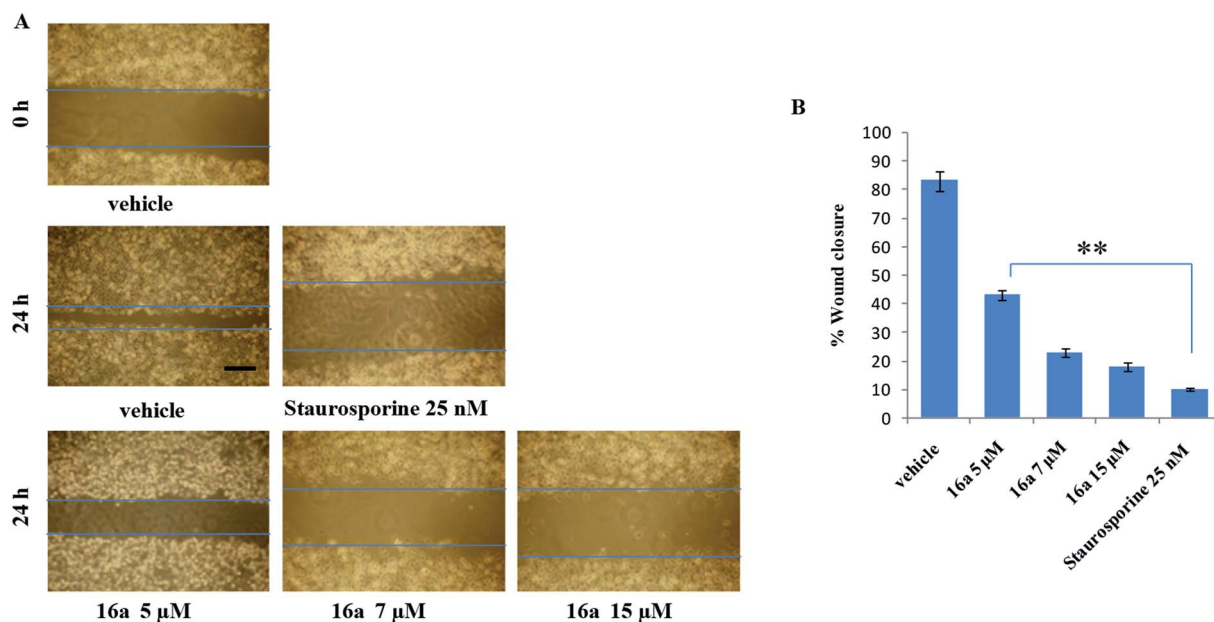 A
0 h
vehicle
24 h
vehicle
Staurosporine 25 nM
24 h
16a 5 µM
16a 7 µM
16a 15 µM
B
% Wound closure
100
90
80
70
60
50
40
30
20
10
0
**
vehicle
16a 5 µM
16a 7 µM
16a 15 µM
Staurosporine 25 nM